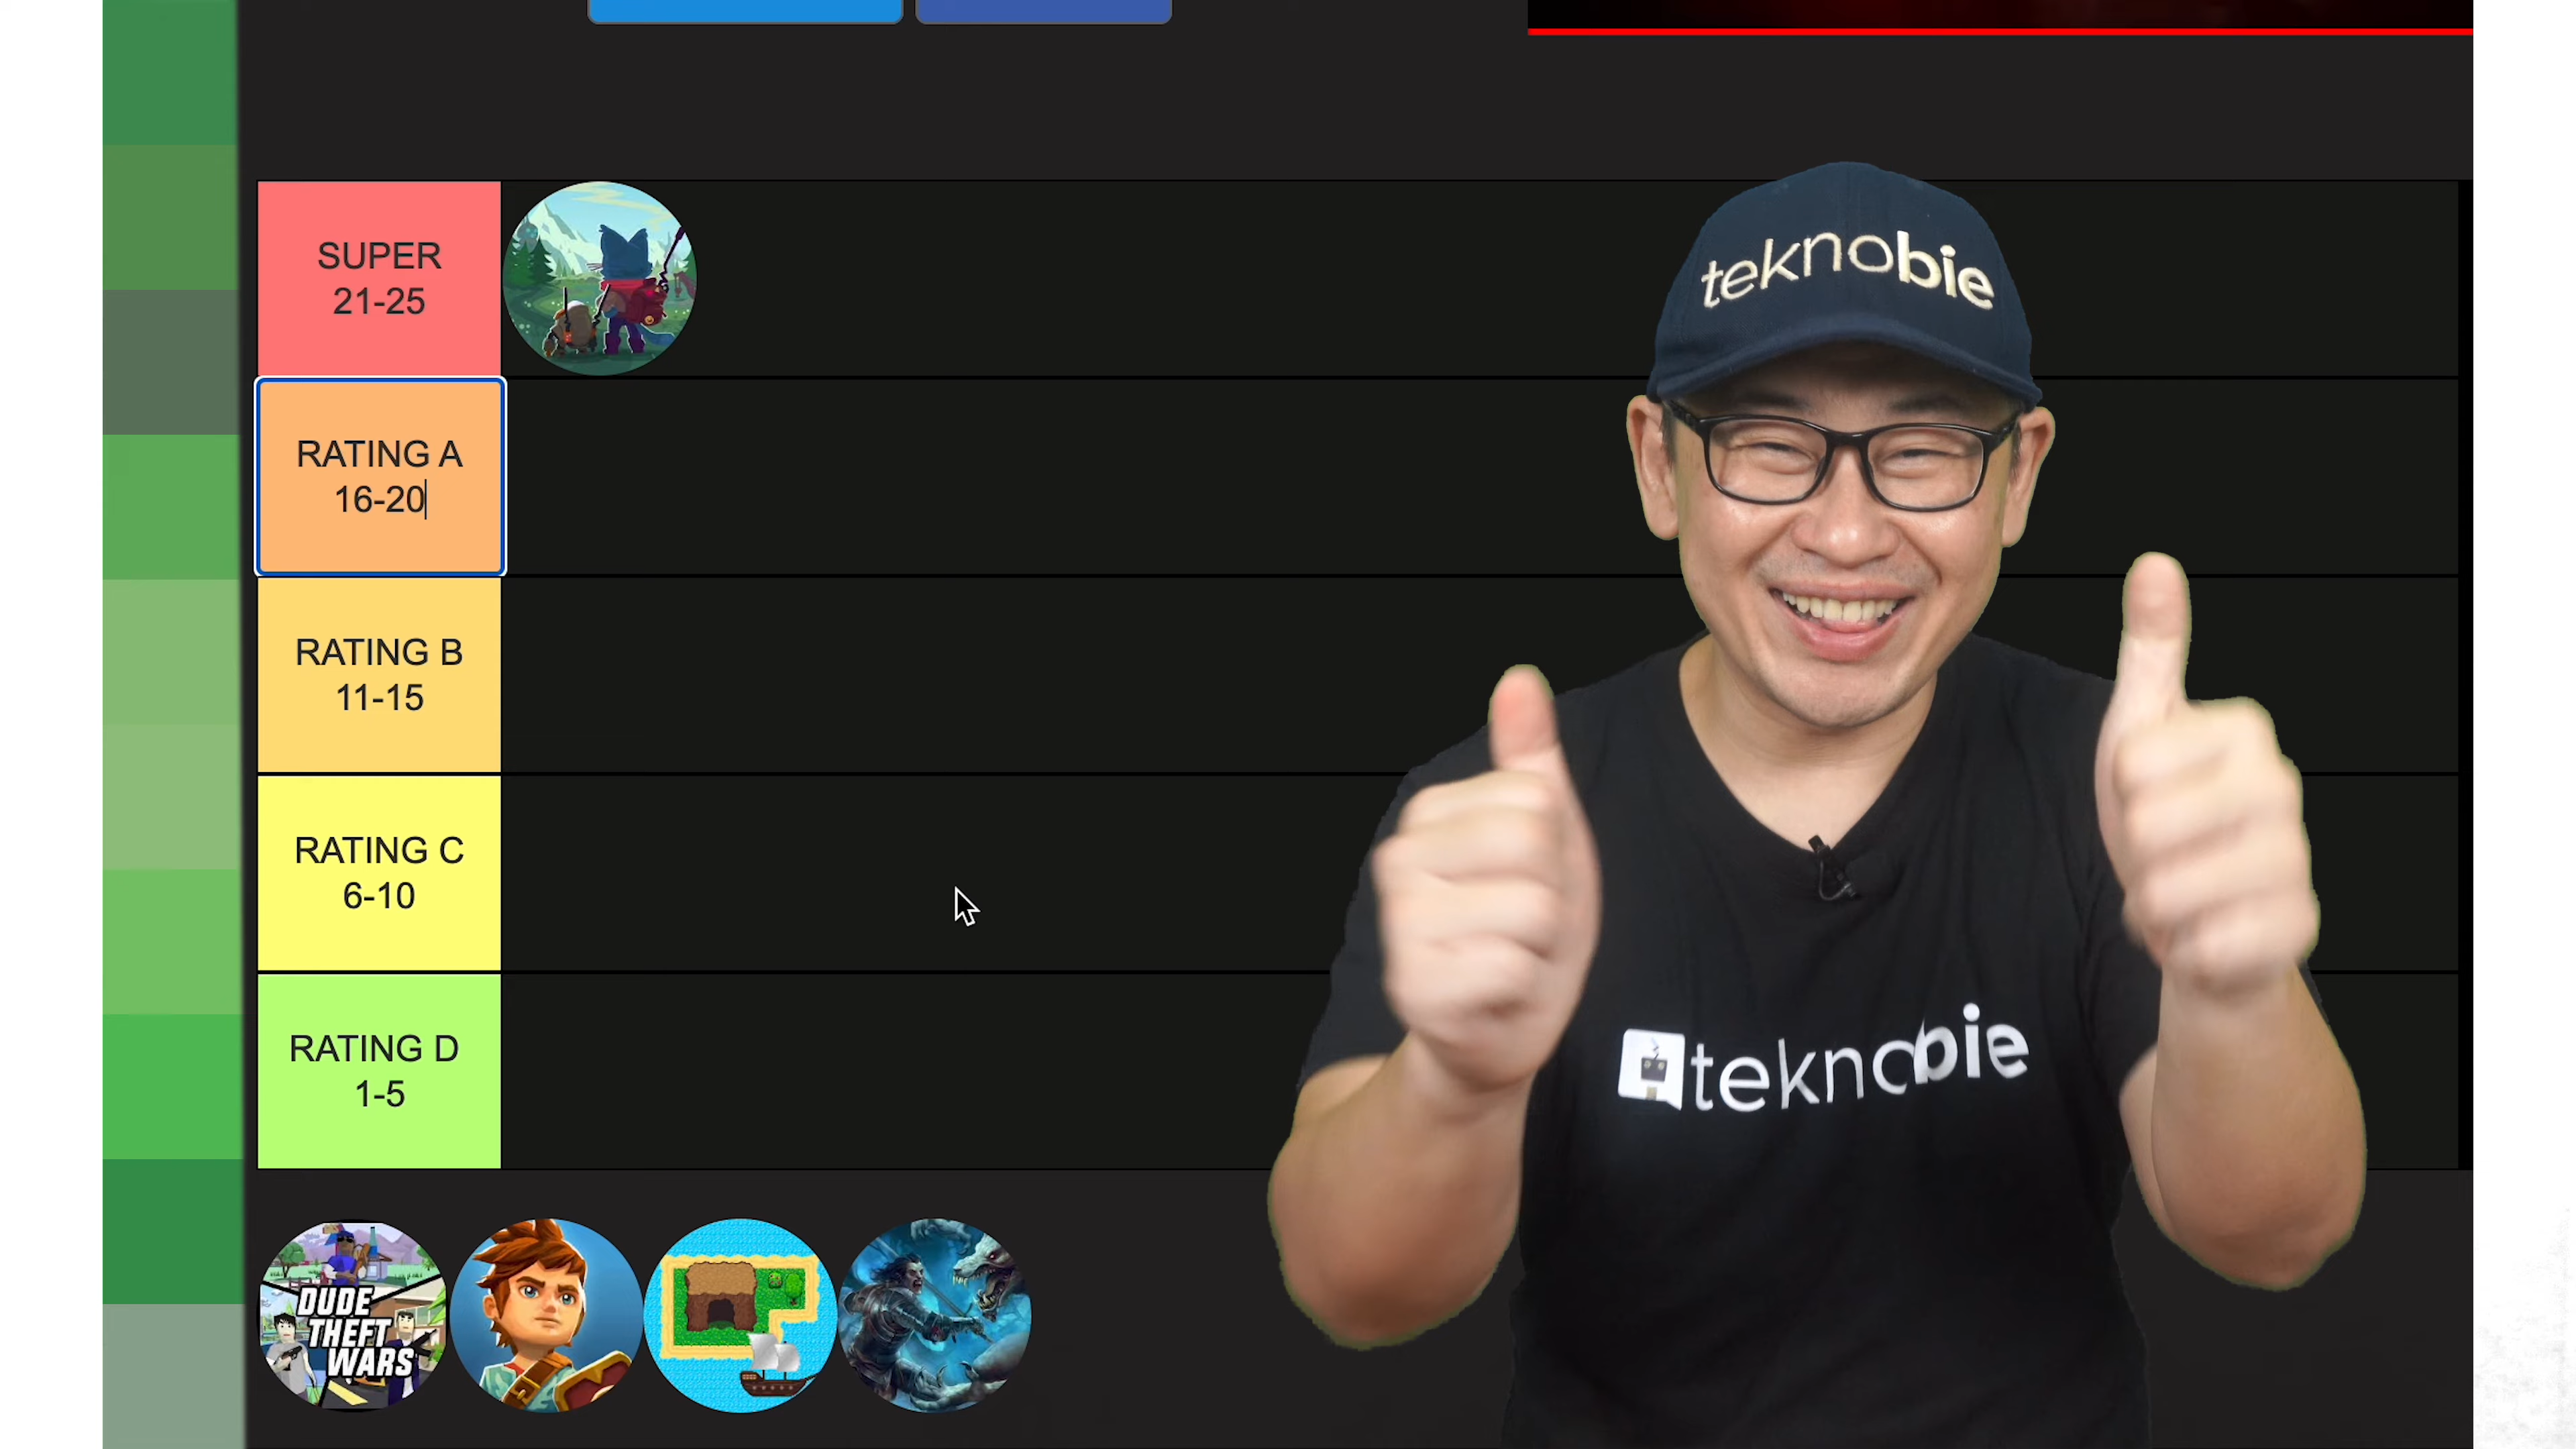 SUPER
21-25
RATING A
16-20
RATING B
11-15
RATING C
6-10
RATING D
1-5
teknobie
teknobie
DUDE
THEFT
WARS